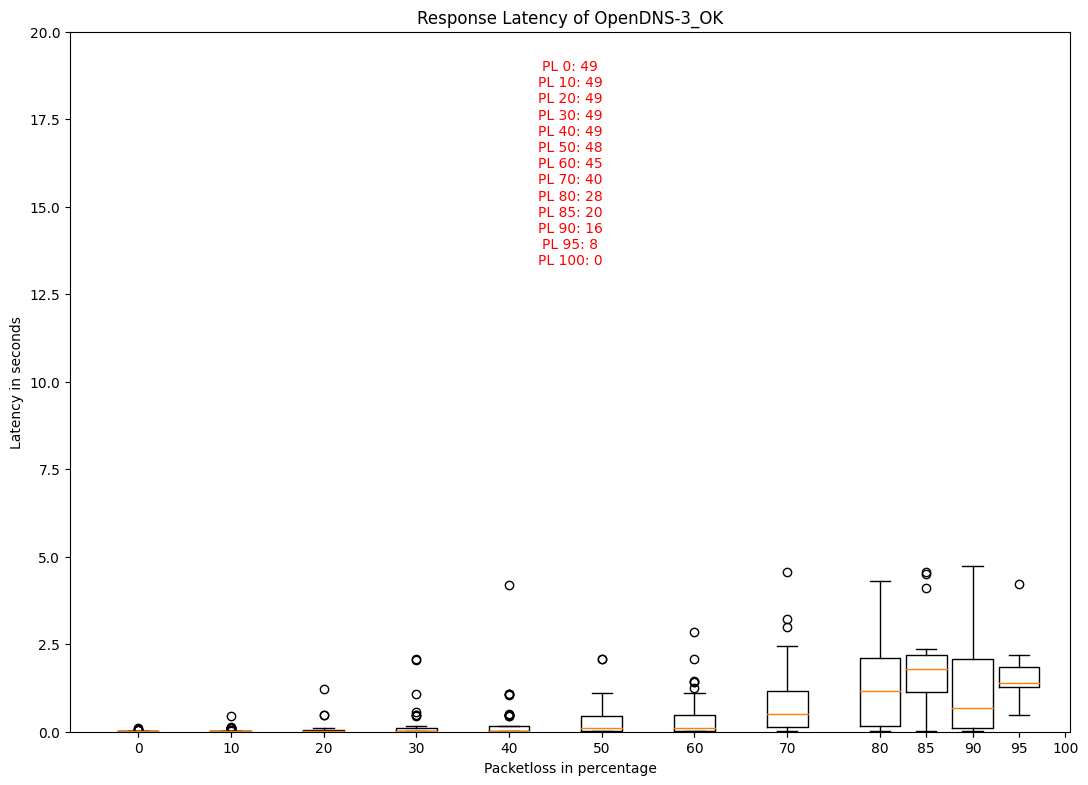 Response Latency of OpenDNS-3_OK
20.0
17.5
15.0
12.5
10.0
7.5
5.0
2.5
0.0
Latency in seconds
PL 0: 49
PL 10: 49
PL 20: 49
PL 30: 49
PL 40: 49
PL 50: 48
PL 60: 45
PL 70: 40
PL 80: 28
PL 85: 20
PL 90: 16
PL 95: 8
PL 100: 0
0 10 20 30 40 50 60 70 80 85 90 95 100
Packetloss in percentage